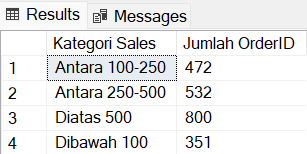 Results Messages
Kategori Sales Jumlah OrderID
1 Antara 100-250 472
2 Antara 250-500 532
3 Diatas 500 800
4 Dibawah 100 351